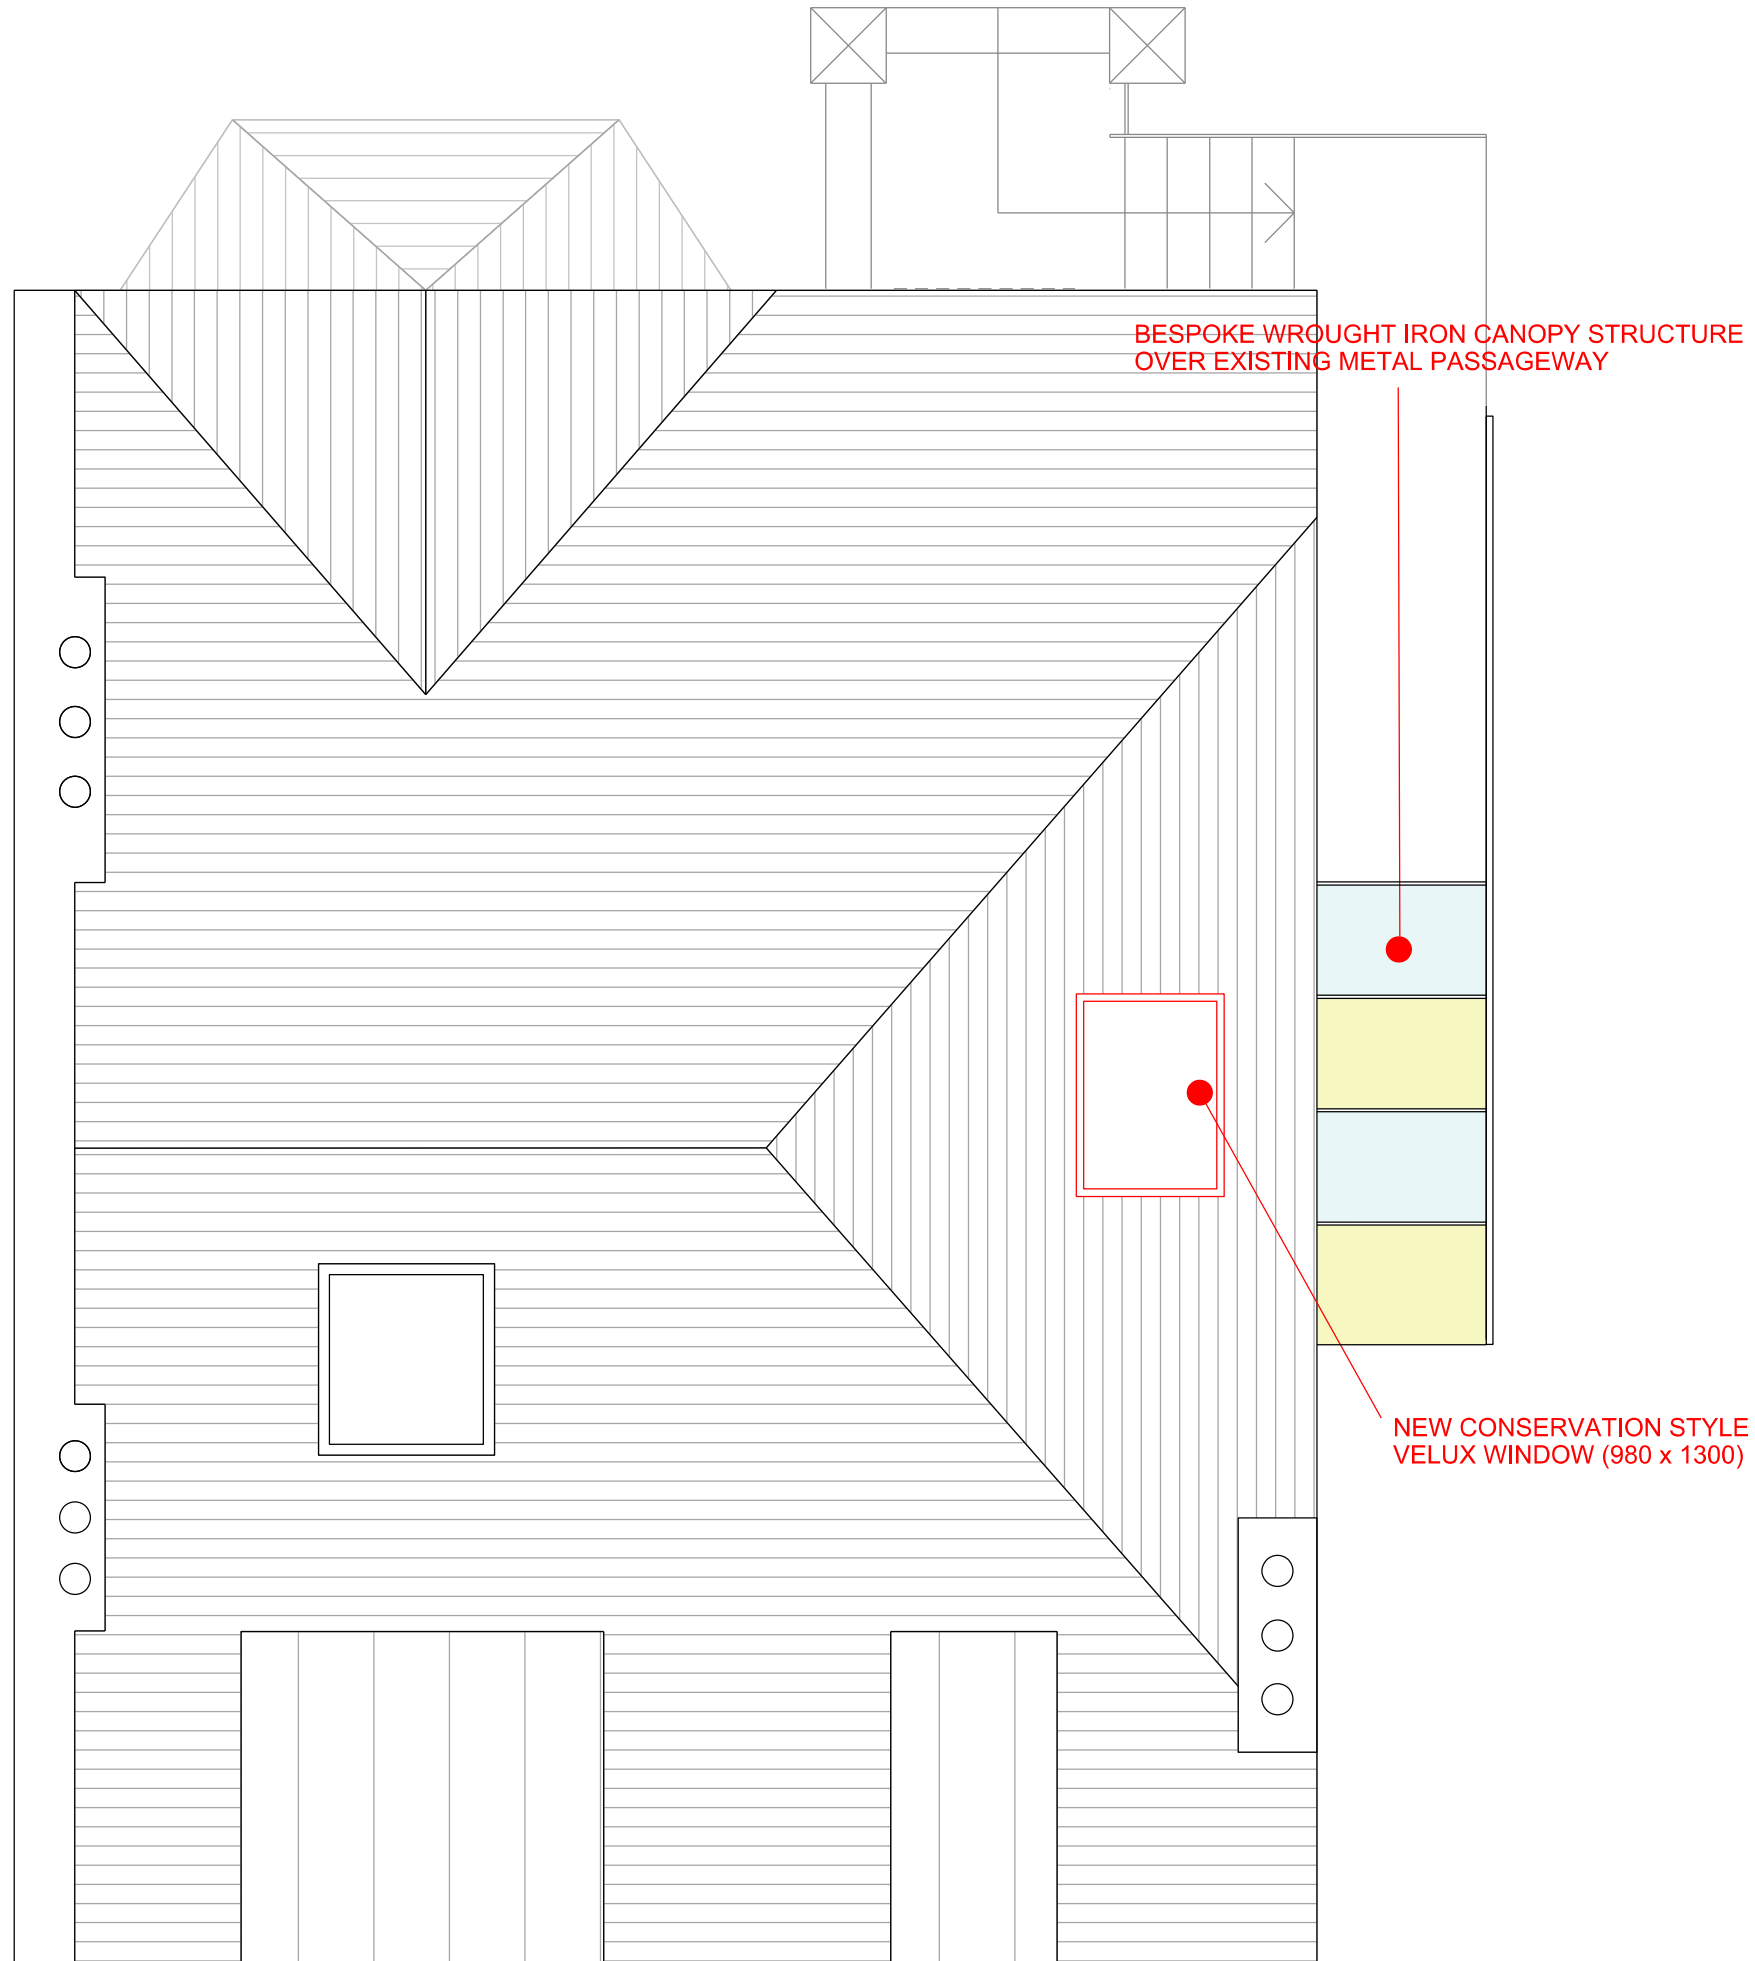 BESPOKE WROUGHT IRON CANOPY STRUCTURE
OVER EXISTING METAL PASSAGEWAY
NEW CONSERVATION STYLE
VELUX WINDOW (980 x 1300)